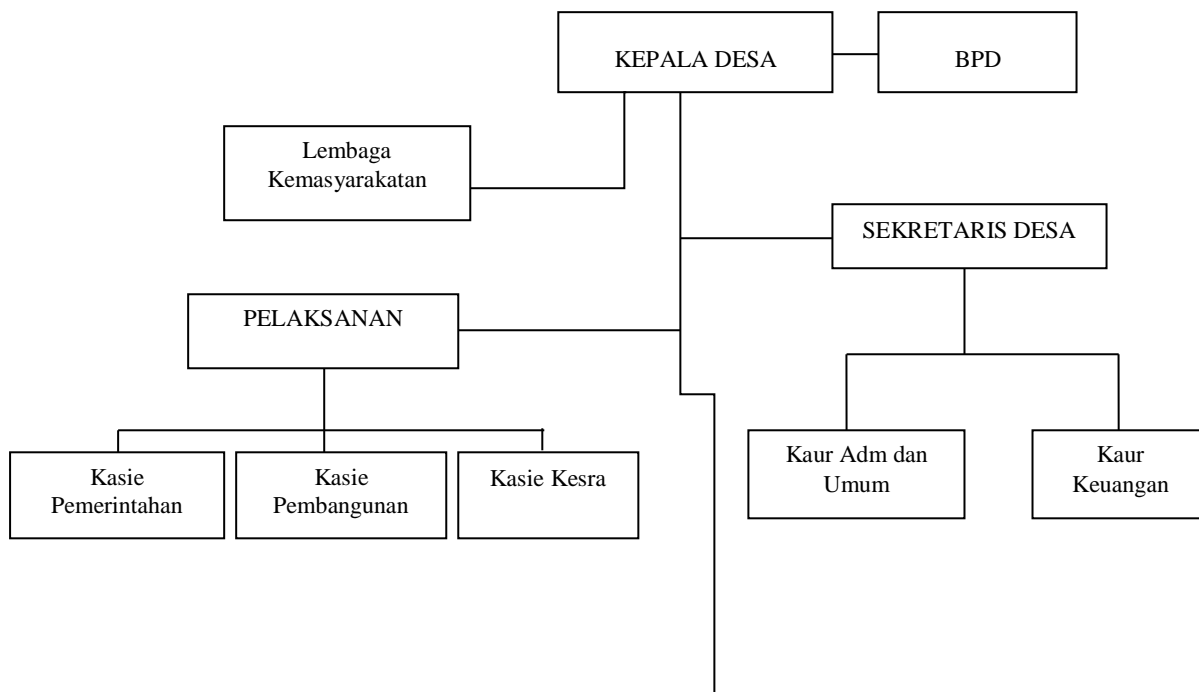 KEPALA DESA
BPD
Lembaga
Kemasyarakatan
SEKRETARIS DESA
PELAKSANAN
Kasie
Pemerintahan
Kasie
Pembangunan
Kasie Kesra
Kaur Adm dan
Umum
Kaur
Keuangan